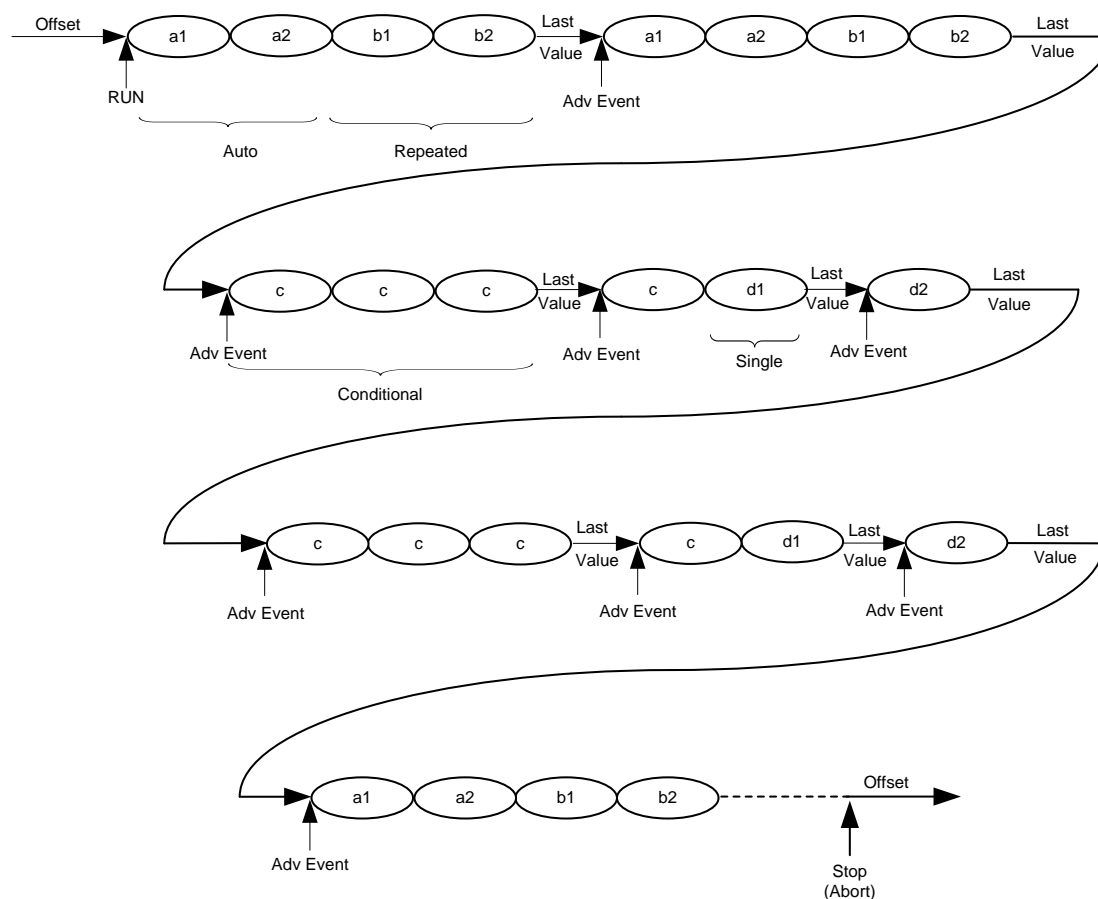 Offset
a1 a2 b1 b2
Last
Value
a1 a2 b1 b2
Last
Value
RUN
Adv Event
Auto
Repeated
c c c
Last
Value
c d1
Last
Value
d2
Last
Value
Adv Event
Adv Event
Adv Event
Single
Conditional
c c c
Last
Value
c d1
Last
Value
d2
Last
Value
Adv Event
Adv Event
Adv Event
a1 a2 b1 b2
Offset
Adv Event
Stop
(Abort)